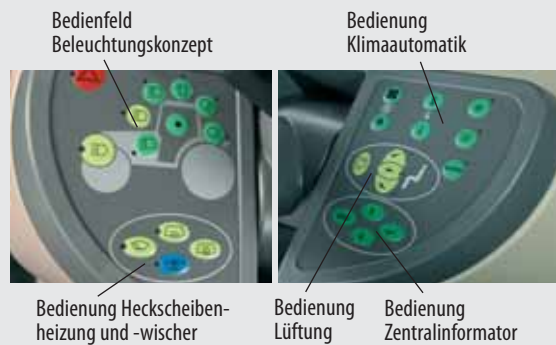 Bedienfeld
Beleuchtungskonzept
Bedienung
Klimaautomatik
Bedienung Heckscheiben-
heizung und -wischer
Bedienung
Lüftung
Bedienung
Zentralinformator